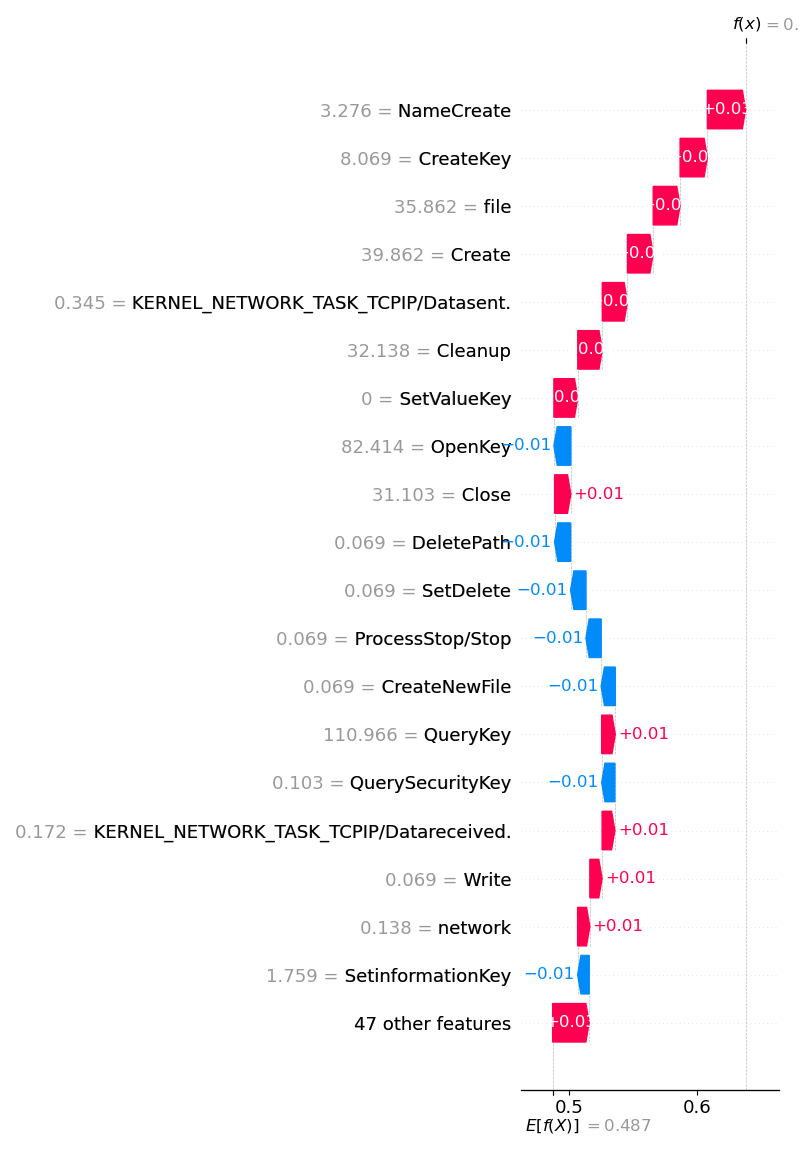 f(x) = 0.
3.276 = NameCreate +0.03
8.069 = CreateKey +0.0
35.862 = file +0.0
39.862 = Create +0.0
0.345 = KERNEL_NETWORK_TASK_TCPIP/Datasent. +0.0
32.138 = Cleanup 0.0
0 = SetValueKey 0.0
82.414 = OpenKey −0.01
31.103 = Close +0.01
0.069 = DeletePath −0.01
0.069 = SetDelete −0.01
0.069 = ProcessStop/Stop −0.01
0.069 = CreateNewFile −0.01
110.966 = QueryKey +0.01
0.103 = QuerySecurityKey −0.01
0.172 = KERNEL_NETWORK_TASK_TCPIP/Datareceived. +0.01
0.069 = Write +0.01
0.138 = network +0.01
1.759 = SetinformationKey −0.01
47 other features +0.03
0.5 0.6
E[f(X)] = 0.487